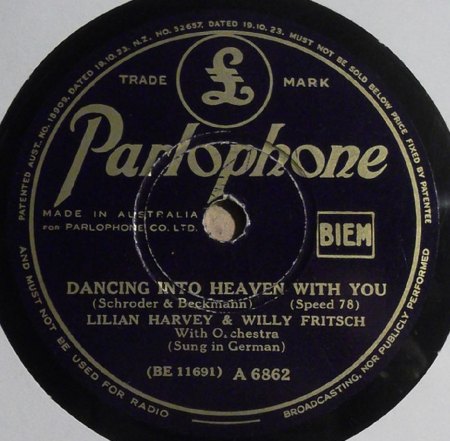 PATENTED AUST. NO. 18909, DATED 19.10.23. N.Z. NO. 52657, DATED 19.10.23. MUST NOT BE SOLD BELOW PRICE FIXED BY PATENTEE
AND MUST NOT BE USED FOR RADIO BROADCASTING, NOR PUBLICLY PERFORMED
TRADE £ MARK
Parlophone
MADE IN AUSTRALIA
FOR PARLOPHONE CO. LTD.
BIEM
DANCING INTO HEAVEN WITH YOU
(Schroder & Beckmann) (Speed 78)
LILIAN HARVEY & WILLY FRITSCH
With Orchestra
(Sung in German)
(BE 11691) A 6862